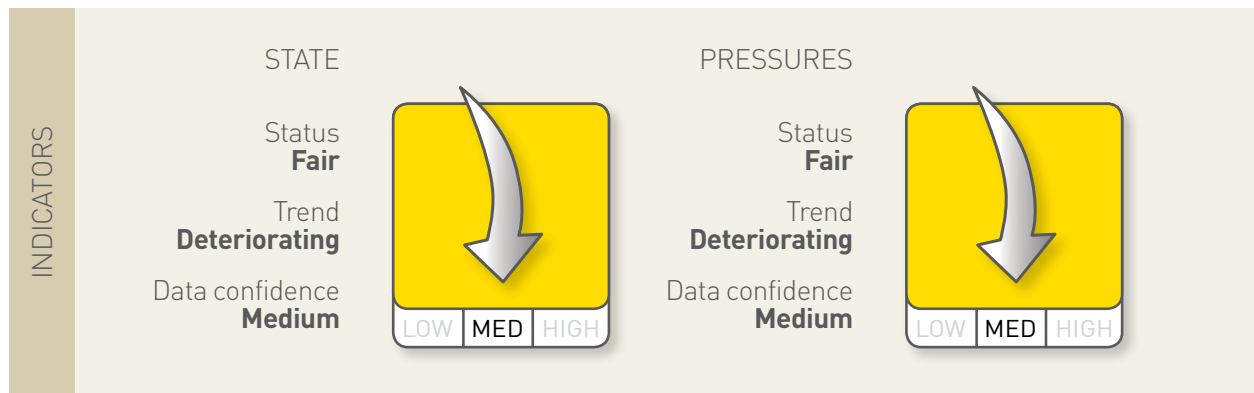 INDICATORS
STATE
Status
Fair
Trend
Deteriorating
Data confidence
Medium
LOW MED HIGH
PRESSURES
Status
Fair
Trend
Deteriorating
Data confidence
Medium
LOW MED HIGH